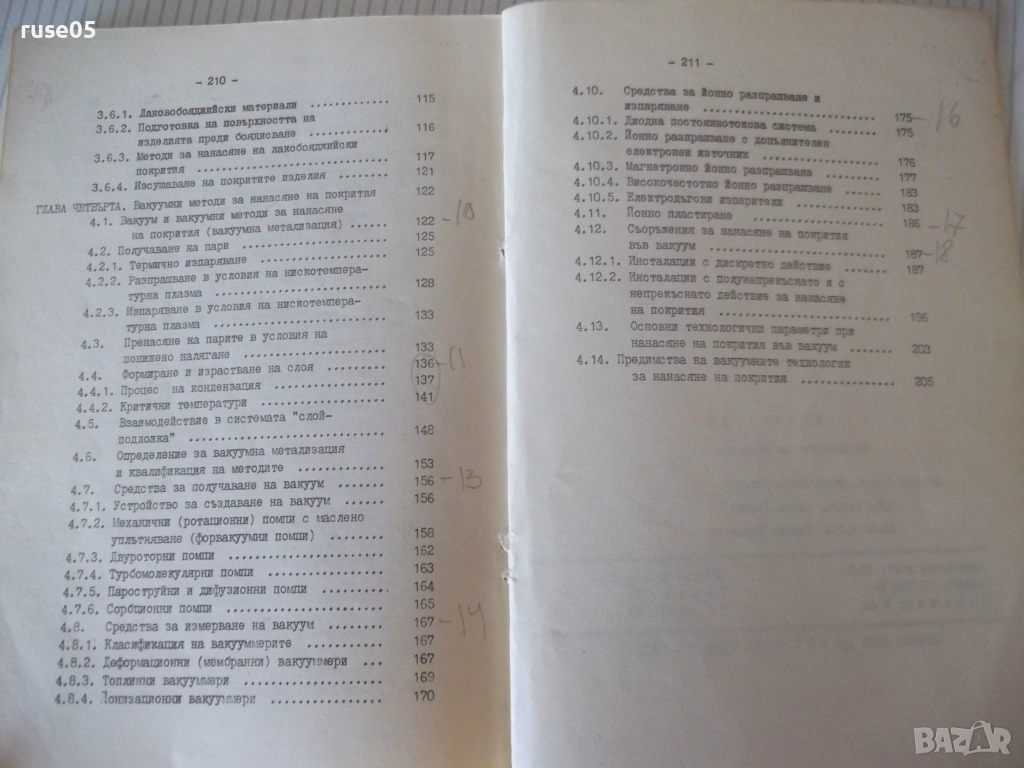 ruse05
- 210 -
3.6.1. Лаковобояджийски материали ............ 115
3.6.2. Подготовка на повърхността на
изделията преди боядисване ............ 116
3.6.3. Методи за нанасяне на лакобояджийски
покрития ............ 117
3.6.4. Изсушаване на покритите изделия ............ 121
ГЛАВА ЧЕТВЪРТА. Вакуумни методи за нанасяне на покрития 122
4.1. Вакуум и вакуумни методи за нанасяне
на покрития (вакуумна метализация) ..... 122 -10
4.2. Получаване на пари ............ 125
4.2.1. Термично изпаряване ............ 125
4.2.2. Разпрашване в условия на нискотемпера-
турна плазма ............ 128
4.2.3. Изпаряване в условия на нискотемпера-
турна плазма ............ 133
4.3. Пренасяне на парите в условия на
понижено налягане ............ 133
4.4. Формиране и израстване на слоя ............ 136 -11
4.4.1. Процес на кондензация ............ 137
4.4.2. Критични температури ............ 141
4.5. Взаимодействие в системата "слой-
подложка" ............ 148
4.6. Определение за вакуумна метализация
и квалификация на методите ............ 153
4.7. Средства за получаване на вакуум ........ 156 -13
4.7.1. Устройство за създаване на вакуум ....... 156
4.7.2. Механични (ротационни) помпи с маслено
уплътняване (форвакуумни помпи) ........ 158
4.7.3. Двуроторни помпи ............ 162
4.7.4. Турбомолекулярни помпи ............ 163
4.7.5. Пароструйни и дифузионни помпи ......... 164
4.7.6. Сорбционни помпи ............ 165
4.8. Средства за измерване на вакуум ........ 167 -14
4.8.1. Класификация на вакуумметрите ............ 167
4.8.2. Деформационни (мембранни) вакууммери ... 167
4.8.3. Топлинни вакууммери ............ 169
4.8.4. Йонизационни вакууммери ............ 170
- 211 -
4.10. Средства за йонно разпрашване и
изпаряване ............ 175 -16
4.10.1. Диодна постояннотокова система ........ 175
4.10.2. Йонно разпрашване с допълнителен
електронен източник ............ 176
4.10.3. Магнетронно йонно разпрашване ........ 177
4.10.4. Високочестотно йонно разпрашване ...... 183
4.10.5. Електродъгови изпарители ............ 183
4.11. Йонно пластиране ............ 186 -17
4.12. Съоръжения за нанасяне на покрития
във вакуум ............ 187 -18
4.12.1. Инсталации с дискретно действие ....... 187
4.12.2. Инсталации с полунепрекъснато и с
непрекъснато действие за нанасяне
на покрития ............ 196
4.13. Основни технологични параметри при
нанасяне на покрития във вакуум ...... 203
4.14. Предимства на вакуумните технологии
за нанасяне на покрития ............ 205
BAZAR